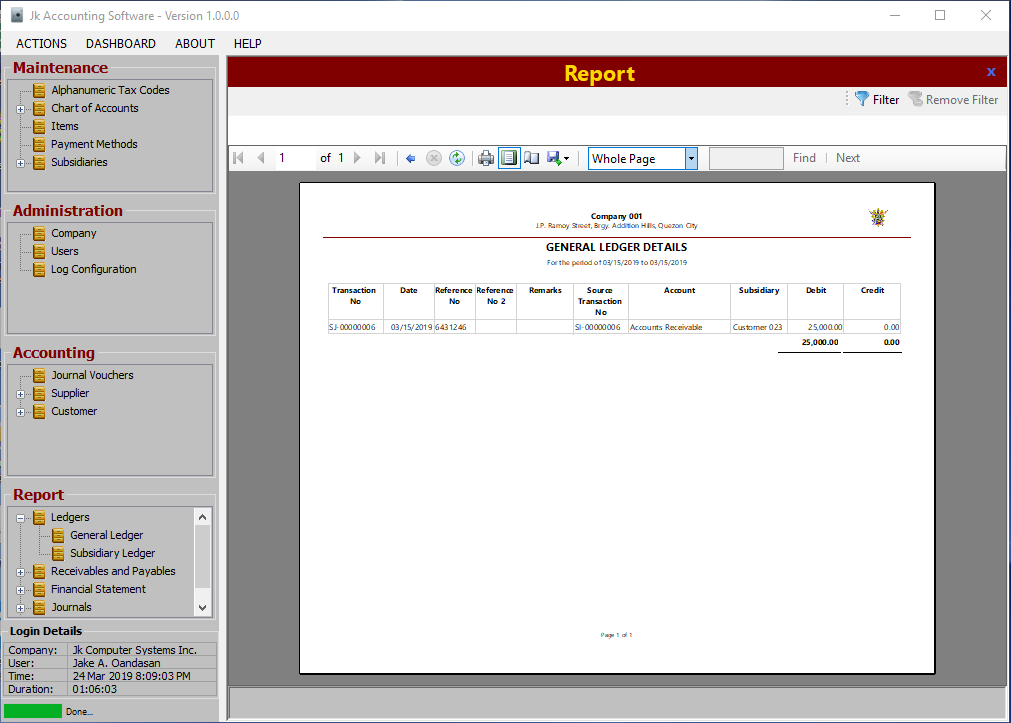 Jk Accounting Software - Version 1.0.0.0
ACTIONS DASHBOARD ABOUT HELP
Maintenance
Alphanumeric Tax Codes
Chart of Accounts
Items
Payment Methods
Subsidiaries
Administration
Company
Users
Log Configuration
Accounting
Journal Vouchers
Supplier
Customer
Report
Ledgers
General Ledger
Subsidiary Ledger
Receivables and Payables
Financial Statement
Journals
Login Details
Company: Jk Computer Systems Inc.
User: Jake A. Oandasan
Time: 24 Mar 2019 8:09:03 PM
Duration: 01:06:03
Done...
Report x
Filter Remove Filter
1 of 1 Whole Page Find Next
Company 001
J.P. Ramoy Street, Brgy. Addition Hills, Quezon City
GENERAL LEDGER DETAILS
For the period of 03/15/2019 to 03/15/2019
Transaction No Date Reference No Reference No 2 Remarks Source Transaction No Account Subsidiary Debit Credit
SJ-00000006 03/15/2019 6431246 SI-00000006 Accounts Receivable Customer 023 25,000.00 0.00
25,000.00 0.00
Page 1 of 1